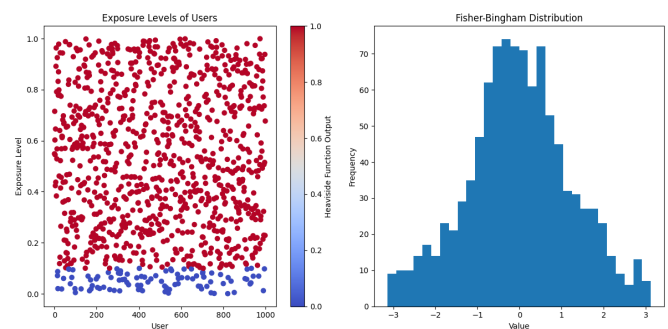 Exposure Levels of Users
Exposure Level
1.0
0.8
0.6
0.4
0.2
0.0
0 200 400 600 800 1000
User
1.0
0.8
0.6
0.4
0.2
0.0
Heaviside Function Output
Fisher-Bingham Distribution
Frequency
70
60
50
40
30
20
10
0
−3 −2 −1 0 1 2 3
Value